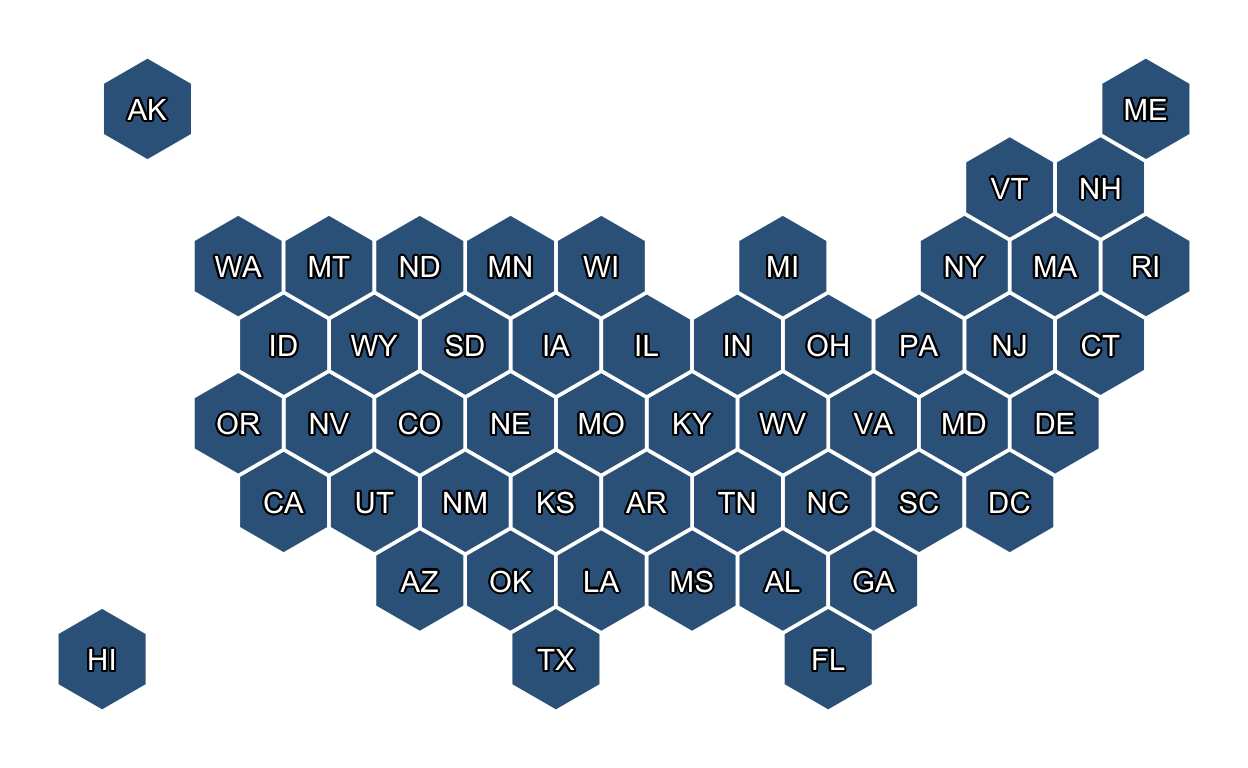 AK ME
VT NH
WA MT ND MN WI MI NY MA RI
ID WY SD IA IL IN OH PA NJ CT
OR NV CO NE MO KY WV VA MD DE
CA UT NM KS AR TN NC SC DC
AZ OK LA MS AL GA
HI TX FL